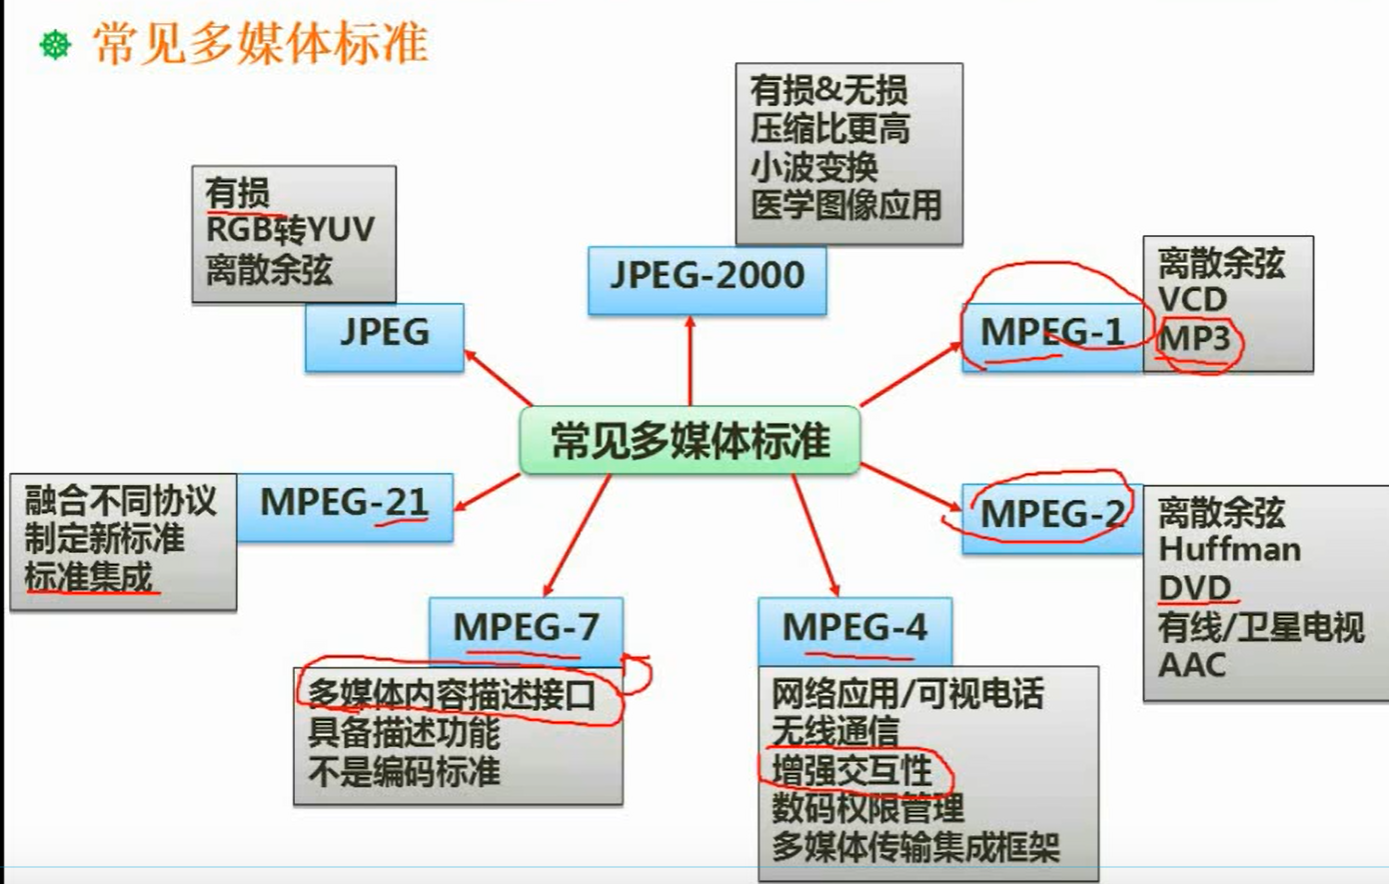 常见多媒体标准
有损&无损
压缩比更高
小波变换
医学图像应用
JPEG-2000
有损
RGB转YUV
离散余弦
JPEG
离散余弦
VCD
MP3
MPEG-1
常见多媒体标准
融合不同协议
制定新标准
标准集成
MPEG-21
MPEG-2
离散余弦
Huffman
DVD
有线/卫星电视
AAC
MPEG-7
多媒体内容描述接口
具备描述功能
不是编码标准
MPEG-4
网络应用/可视电话
无线通信
增强交互性
数码权限管理
多媒体传输集成框架